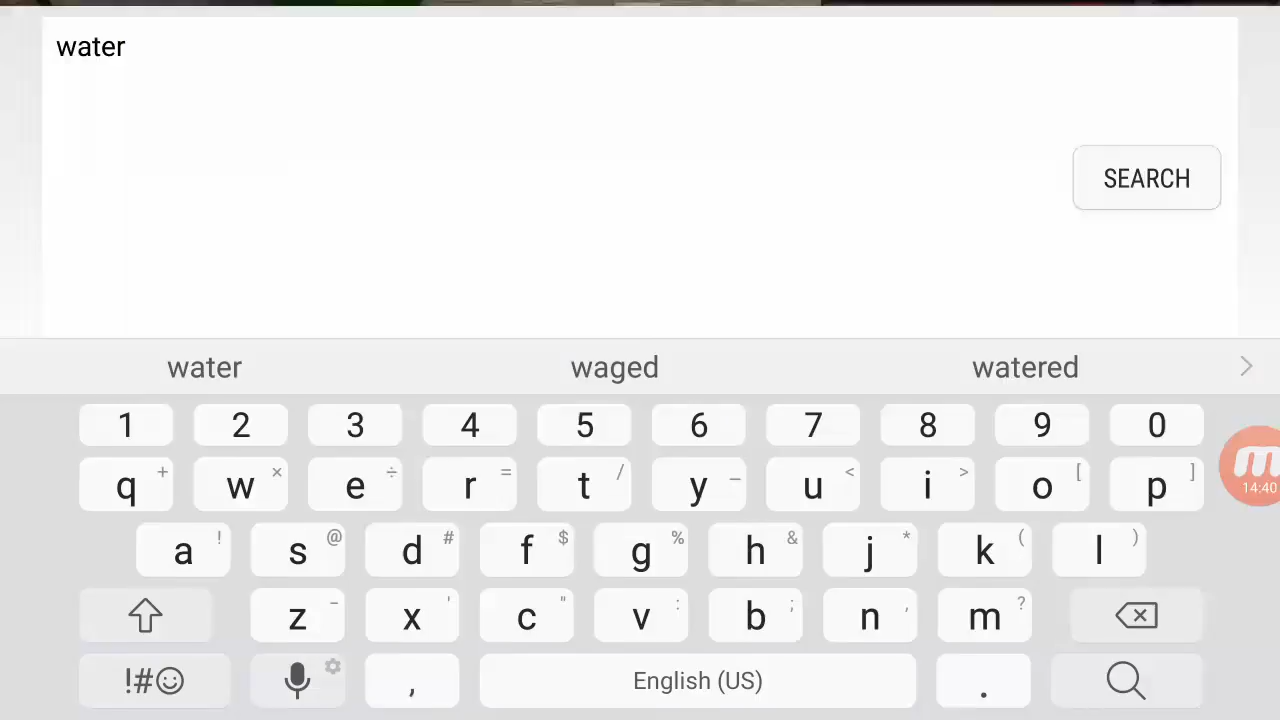 water
SEARCH
water waged watered
1 2 3 4 5 6 7 8 9 0
q + w × e ÷ r = t / y _ u < i > o [ p ]
a ! s @ d # f $ g % h & j * k ( l )
14:40
z - x ' c " v : b ; n , m ?
!#☺ , English (US) .